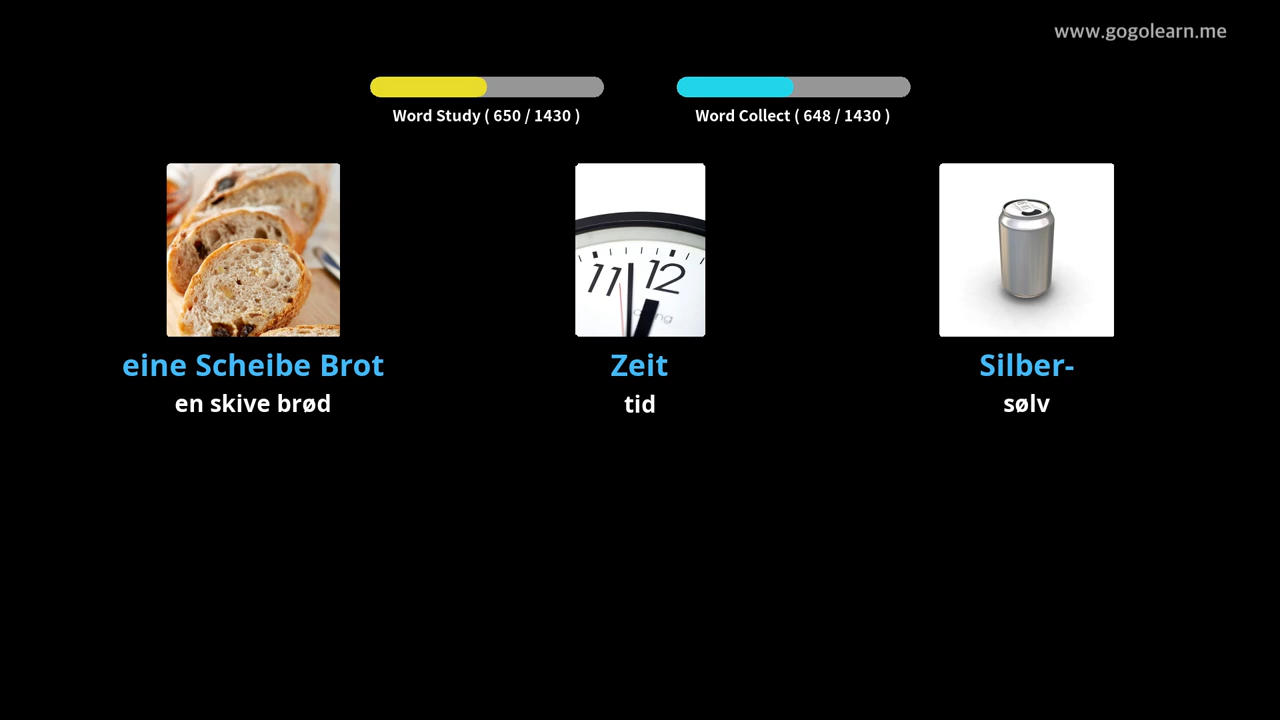 www.gogolearn.me
Word Study ( 650 / 1430 )
Word Collect ( 648 / 1430 )
11 12
eine Scheibe Brot
Zeit
Silber-
en skive brød
tid
sølv